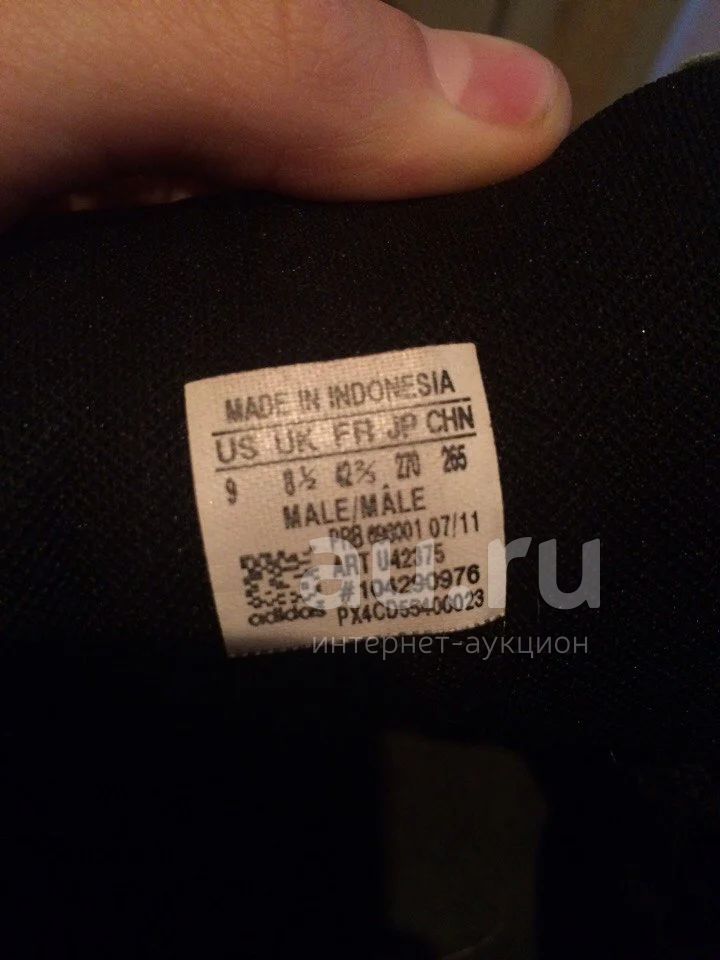 MADE IN INDONESIA
US UK FR JP CHN
9 8½ 42⅔ 270 265
MALE/MÂLE
PRB 07/11
ART U42375
#104290976
adidas
au.ru
интернет-аукцион